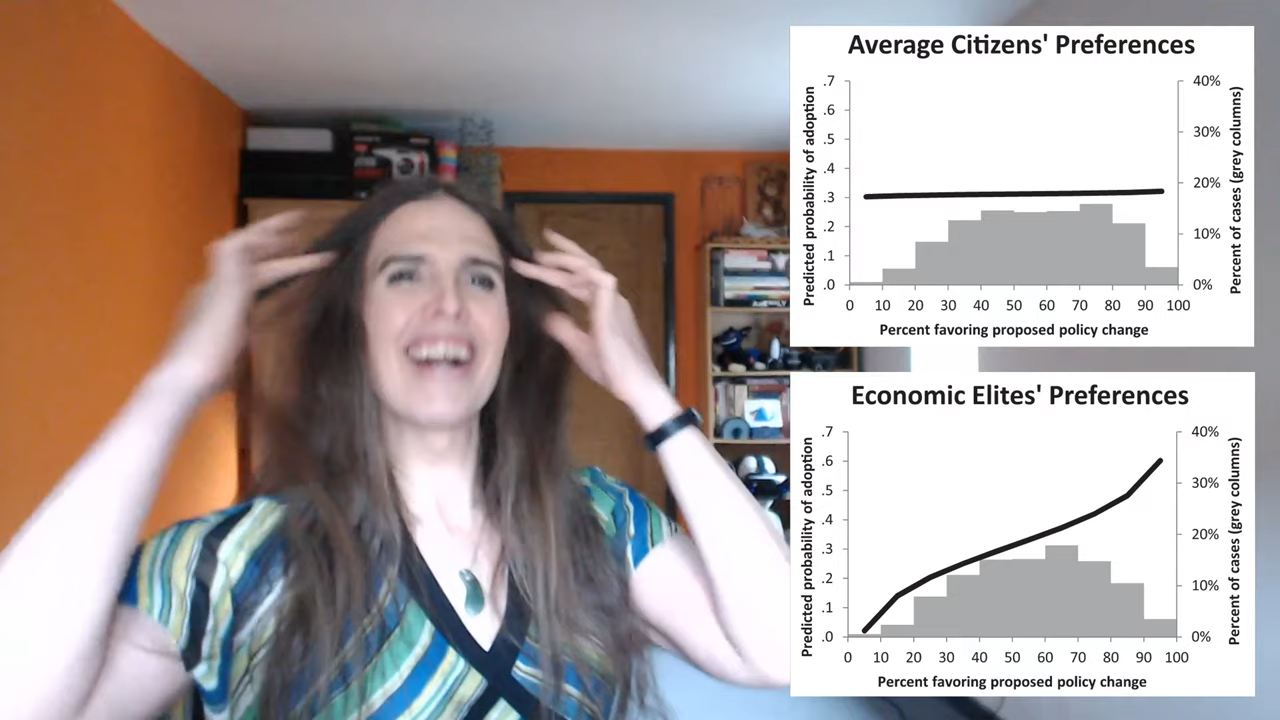 Average Citizens' Preferences
Predicted probability of adoption
.7
.6
.5
.4
.3
.2
.1
.0
40%
30%
20%
10%
0%
Percent of cases (grey columns)
0 10 20 30 40 50 60 70 80 90 100
Percent favoring proposed policy change
Economic Elites' Preferences
Predicted probability of adoption
.7
.6
.5
.4
.3
.2
.1
.0
40%
30%
20%
10%
0%
Percent of cases (grey columns)
0 10 20 30 40 50 60 70 80 90 100
Percent favoring proposed policy change